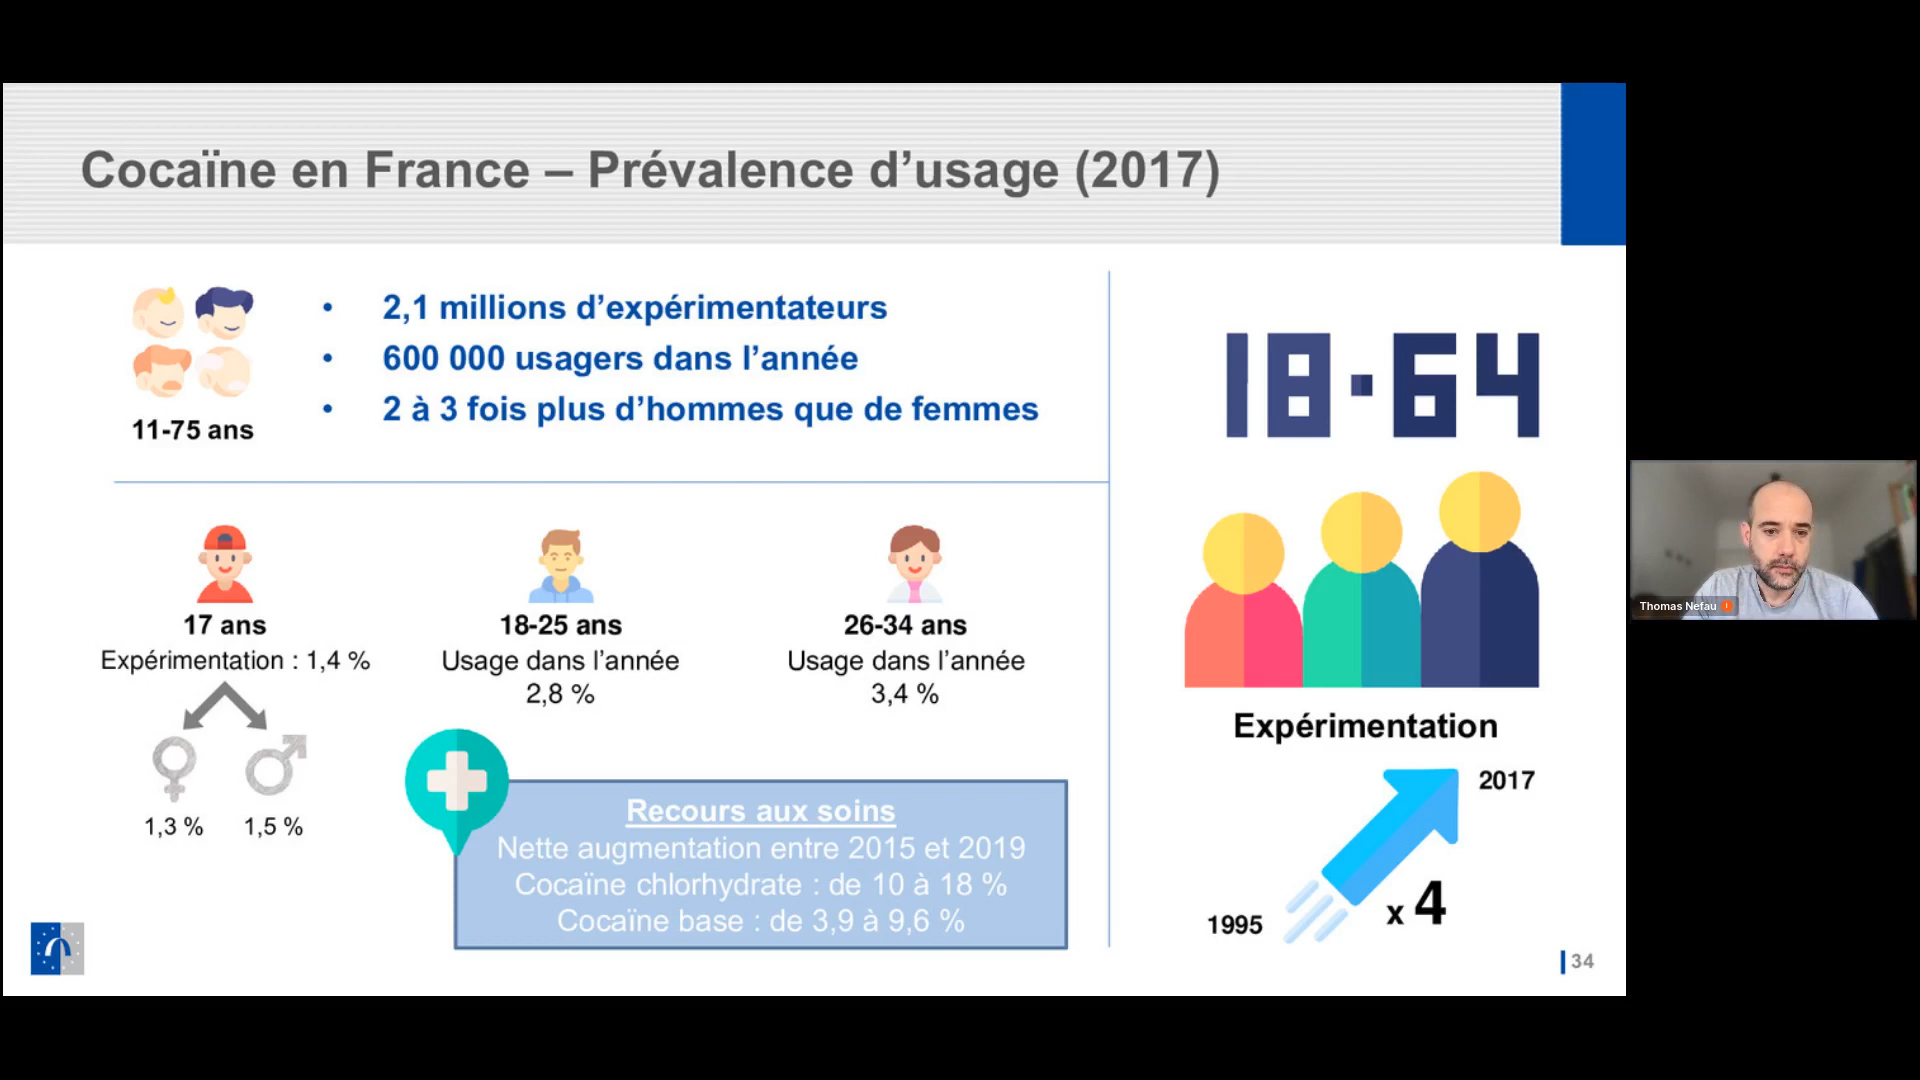 Cocaïne en France – Prévalence d’usage (2017)
11-75 ans
• 2,1 millions d’expérimentateurs
• 600 000 usagers dans l’année
• 2 à 3 fois plus d’hommes que de femmes
17 ans
Expérimentation : 1,4 %
1,3 %
1,5 %
18-25 ans
Usage dans l’année
2,8 %
26-34 ans
Usage dans l’année
3,4 %
Recours aux soins
Nette augmentation entre 2015 et 2019
Cocaïne chlorhydrate : de 10 à 18 %
Cocaïne base : de 3,9 à 9,6 %
18-64
Expérimentation
2017
1995
x 4
34
Thomas Nefau